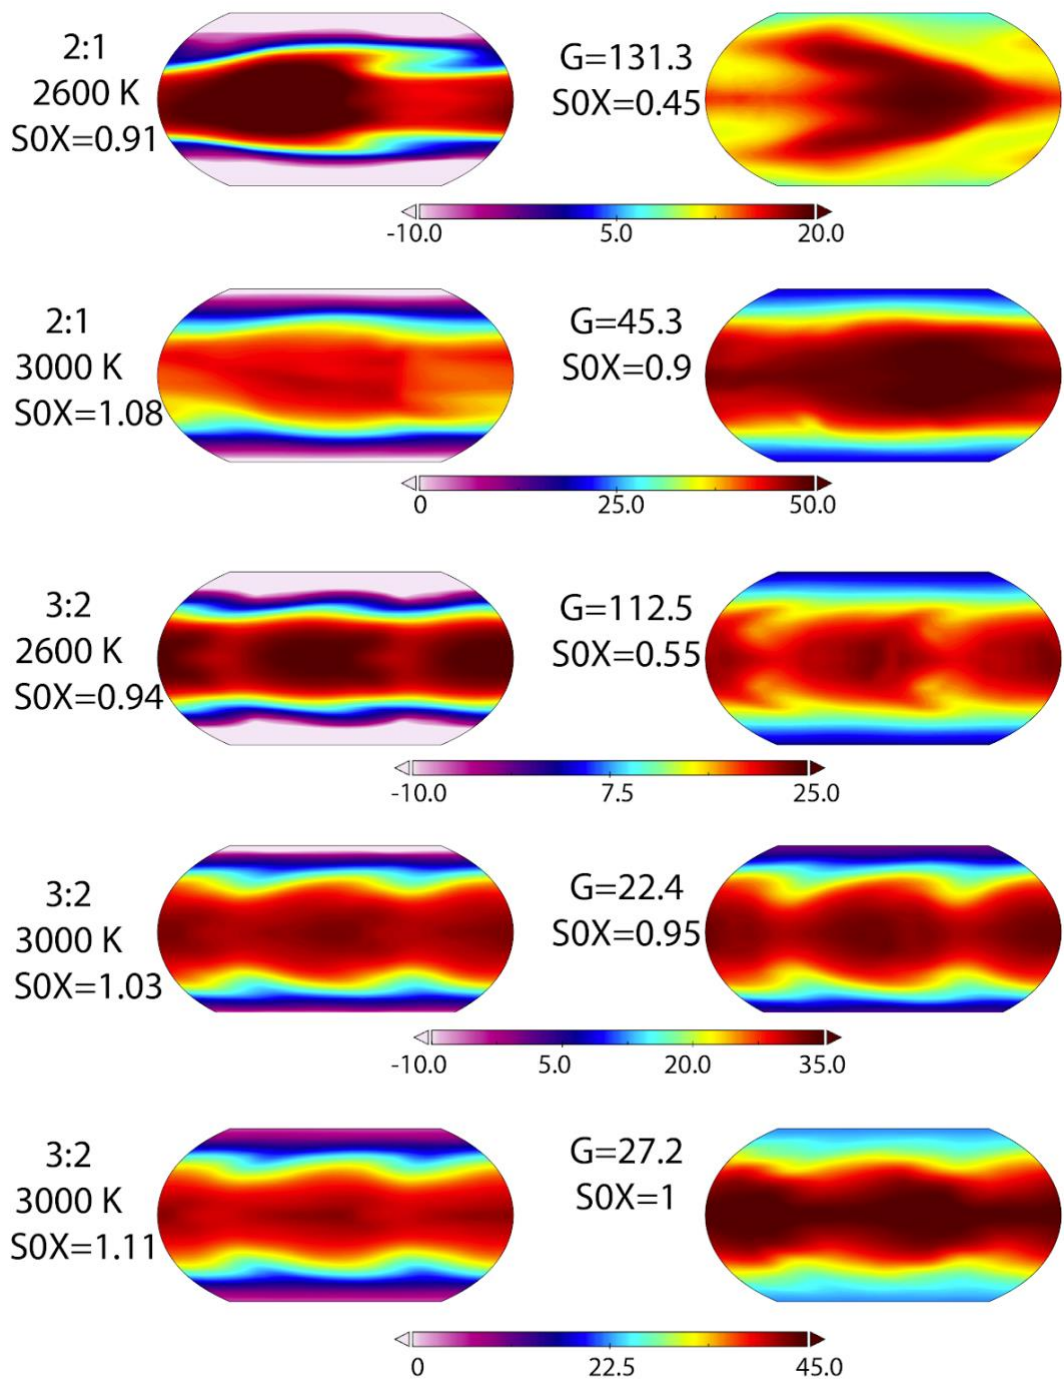 2:1
2600 K
S0X=0.91
G=131.3
S0X=0.45
-10.0 5.0 20.0
2:1
3000 K
S0X=1.08
G=45.3
S0X=0.9
0 25.0 50.0
3:2
2600 K
S0X=0.94
G=112.5
S0X=0.55
-10.0 7.5 25.0
3:2
3000 K
S0X=1.03
G=22.4
S0X=0.95
-10.0 5.0 20.0 35.0
3:2
3000 K
S0X=1.11
G=27.2
S0X=1
0 22.5 45.0